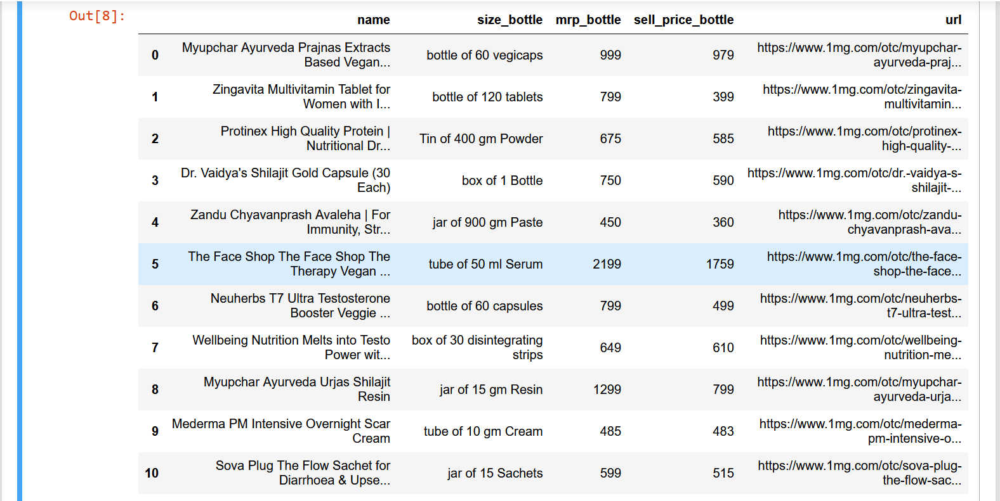 Out[8]:
name size_bottle mrp_bottle sell_price_bottle url
0 Myupchar Ayurveda Prajnas Extracts Based Vegan... bottle of 60 vegicaps 999 979 https://www.1mg.com/otc/myupchar-ayurveda-praj...
1 Zingavita Multivitamin Tablet for Women with I... bottle of 120 tablets 799 399 https://www.1mg.com/otc/zingavita-multivitamin...
2 Protinex High Quality Protein | Nutritional Dr... Tin of 400 gm Powder 675 585 https://www.1mg.com/otc/protinex-high-quality-...
3 Dr. Vaidya's Shilajit Gold Capsule (30 Each) box of 1 Bottle 750 590 https://www.1mg.com/otc/dr.-vaidya-s-shilajit-...
4 Zandu Chyavanprash Avaleha | For Immunity, Str... jar of 900 gm Paste 450 360 https://www.1mg.com/otc/zandu-chyavanprash-ava...
5 The Face Shop The Face Shop The Therapy Vegan ... tube of 50 ml Serum 2199 1759 https://www.1mg.com/otc/the-face-shop-the-face...
6 Neuherbs T7 Ultra Testosterone Booster Veggie ... bottle of 60 capsules 799 499 https://www.1mg.com/otc/neuherbs-t7-ultra-test...
7 Wellbeing Nutrition Melts into Testo Power wit... box of 30 disintegrating strips 649 610 https://www.1mg.com/otc/wellbeing-nutrition-me...
8 Myupchar Ayurveda Urjas Shilajit Resin jar of 15 gm Resin 1299 799 https://www.1mg.com/otc/myupchar-ayurveda-urja...
9 Mederma PM Intensive Overnight Scar Cream tube of 10 gm Cream 485 483 https://www.1mg.com/otc/mederma-pm-intensive-o...
10 Sova Plug The Flow Sachet for Diarrhoea & Upse... jar of 15 Sachets 599 515 https://www.1mg.com/otc/sova-plug-the-flow-sac...